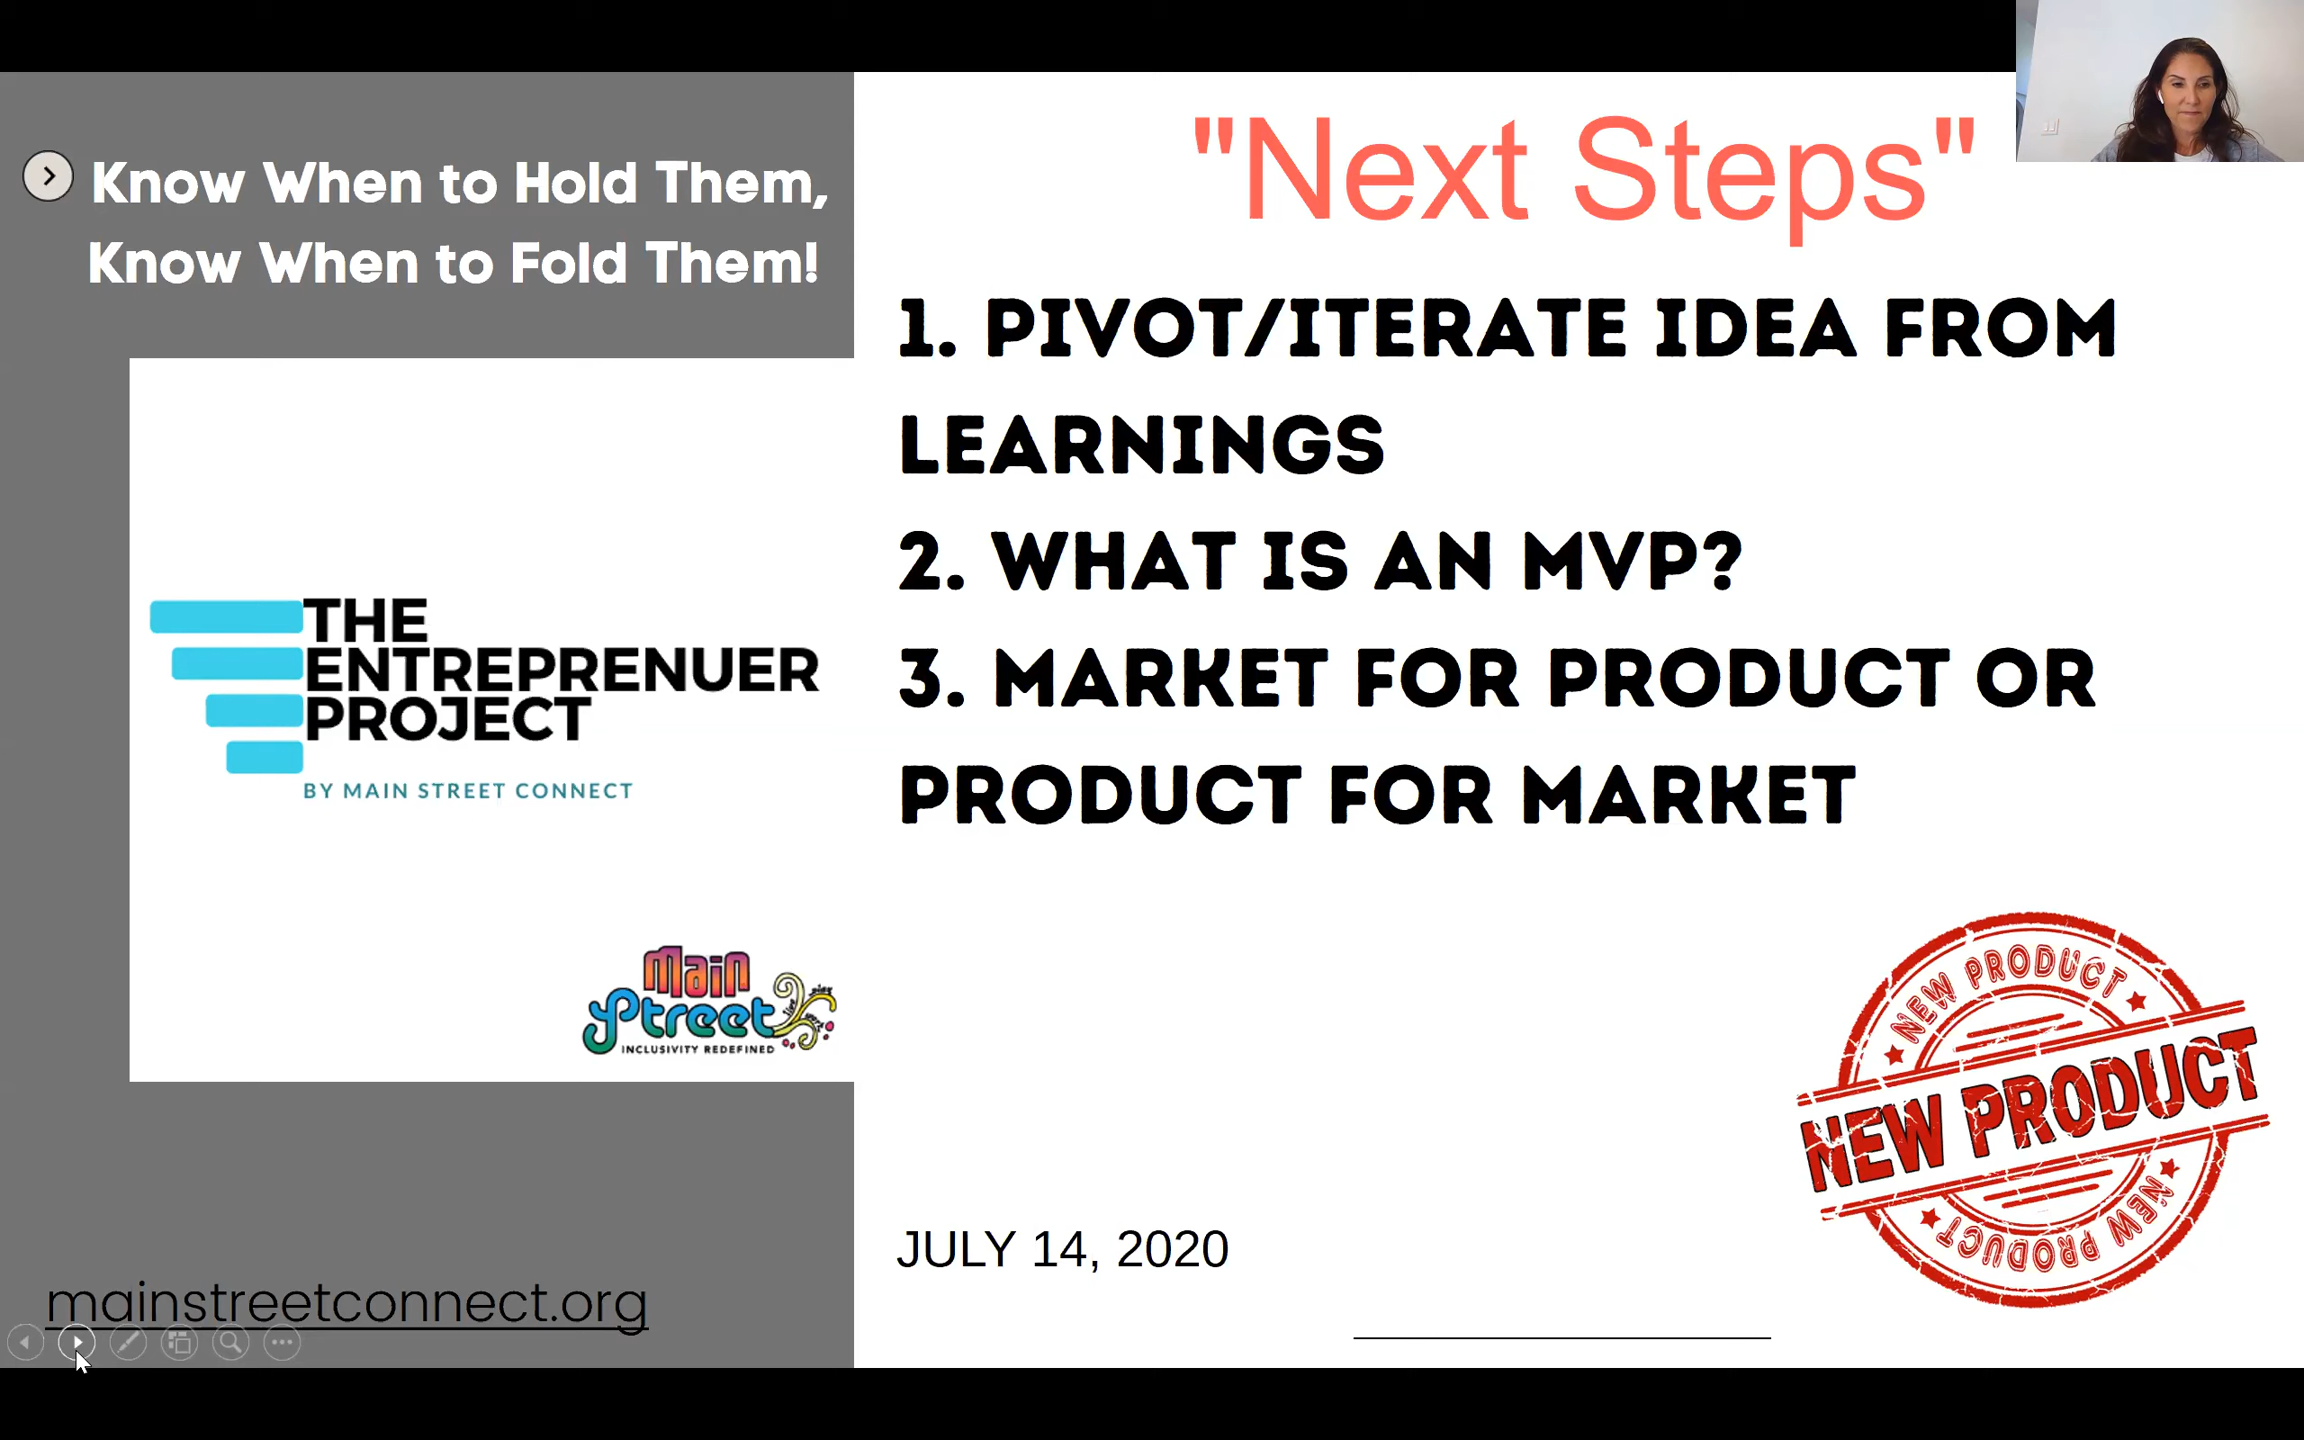 Know When to Hold Them,
Know When to Fold Them!
THE
ENTREPRENUER
PROJECT
BY MAIN STREET CONNECT
Main
Street
INCLUSIVITY REDEFINED
mainstreetconnect.org
"Next Steps"
1. PIVOT/ITERATE IDEA FROM
LEARNINGS
2. WHAT IS AN MVP?
3. MARKET FOR PRODUCT OR
PRODUCT FOR MARKET
JULY 14, 2020
NEW PRODUCT
NEW PRODUCT
NEW PRODUCT